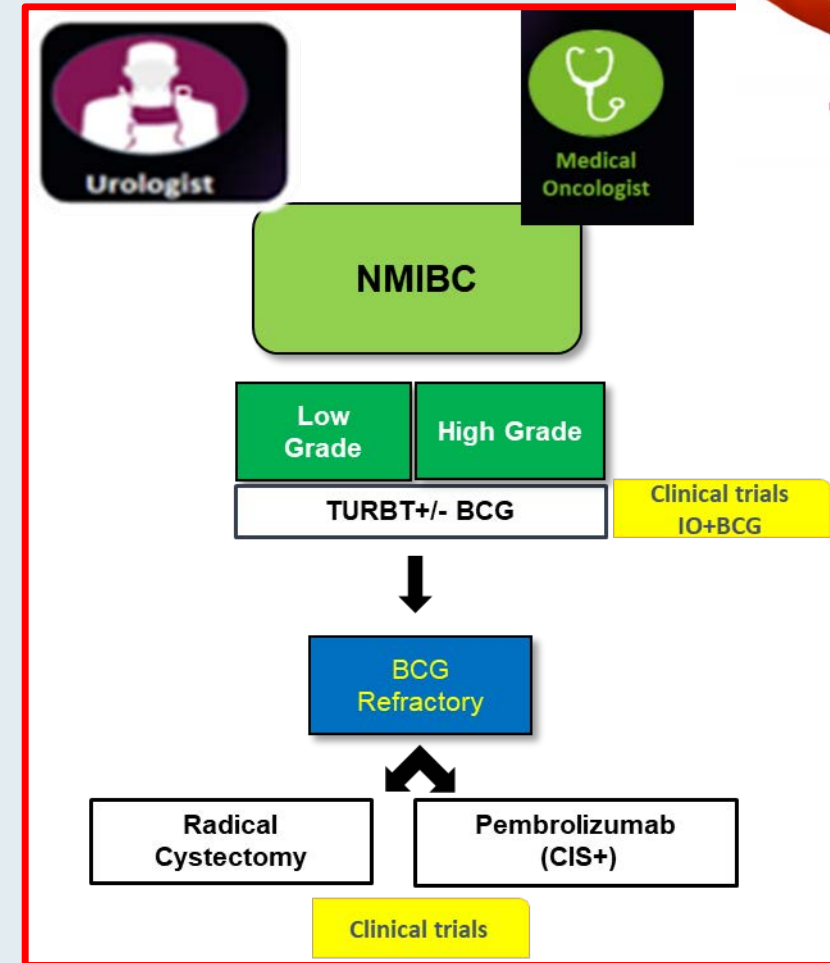 Urologist
Medical
Oncologist
NMIBC
Low
Grade
High Grade
TURBT+/- BCG
Clinical trials
IO+BCG
BCG
Refractory
Radical
Cystectomy
Pembrolizumab
(CIS+)
Clinical trials